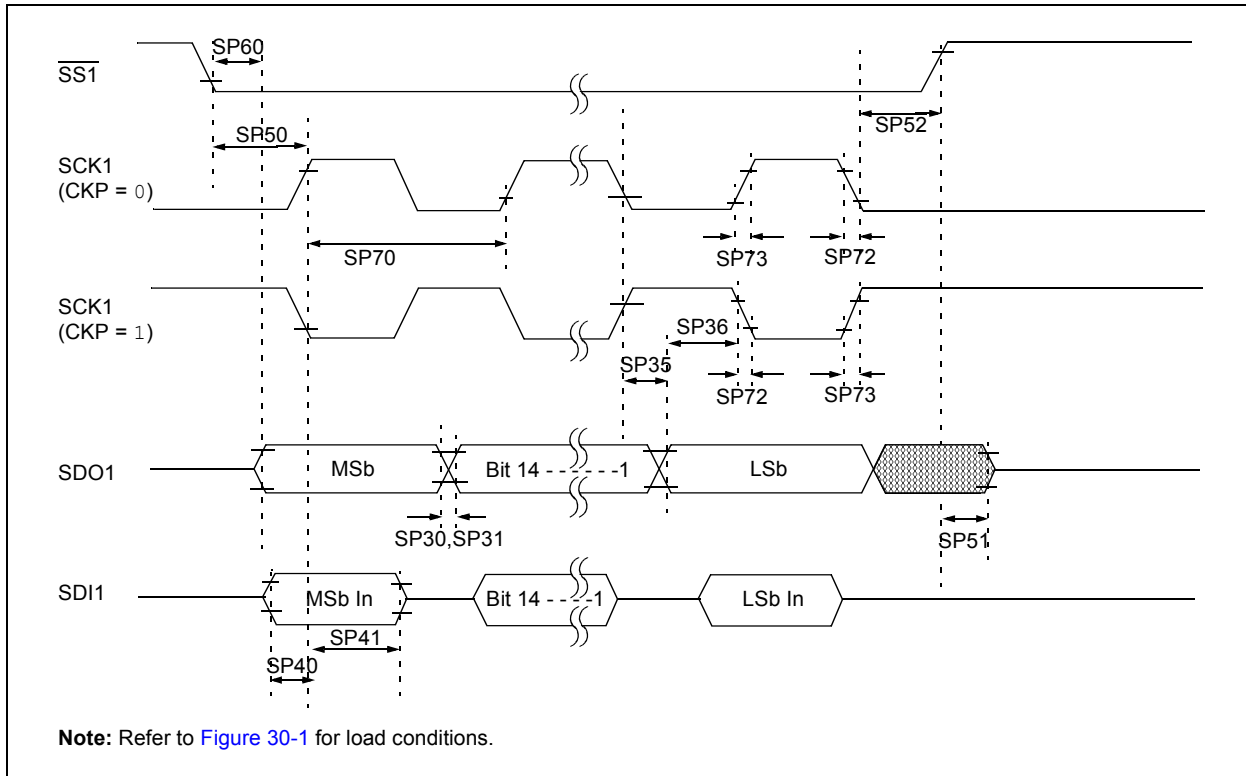 SP60
SS1
SP50
SP52
SCK1
(CKP = 0)
SP70
SP73
SP72
SCK1
(CKP = 1)
SP36
SP35
SP72
SP73
SDO1
MSb
Bit 14 - - - - - -1
LSb
SP30,SP31
SP51
SDI1
MSb In
Bit 14 - - - -1
LSb In
SP41
SP40
Note: Refer to Figure 30-1 for load conditions.